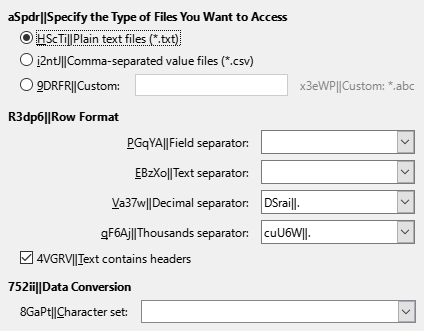 aSpdr||Specify the Type of Files You Want to Access
HScTi||Plain text files (*.txt)
j2ntJ||Comma-separated value files (*.csv)
9DRFR||Custom:
x3eWP||Custom: *.abc
R3dp6||Row Format
PGqYA||Field separator:
EBzXo||Text separator:
Va37w||Decimal separator: DSrai||.
qF6Aj||Thousands separator: cuU6W||.
4VGRV||Text contains headers
752ii||Data Conversion
8GaPt||Character set: